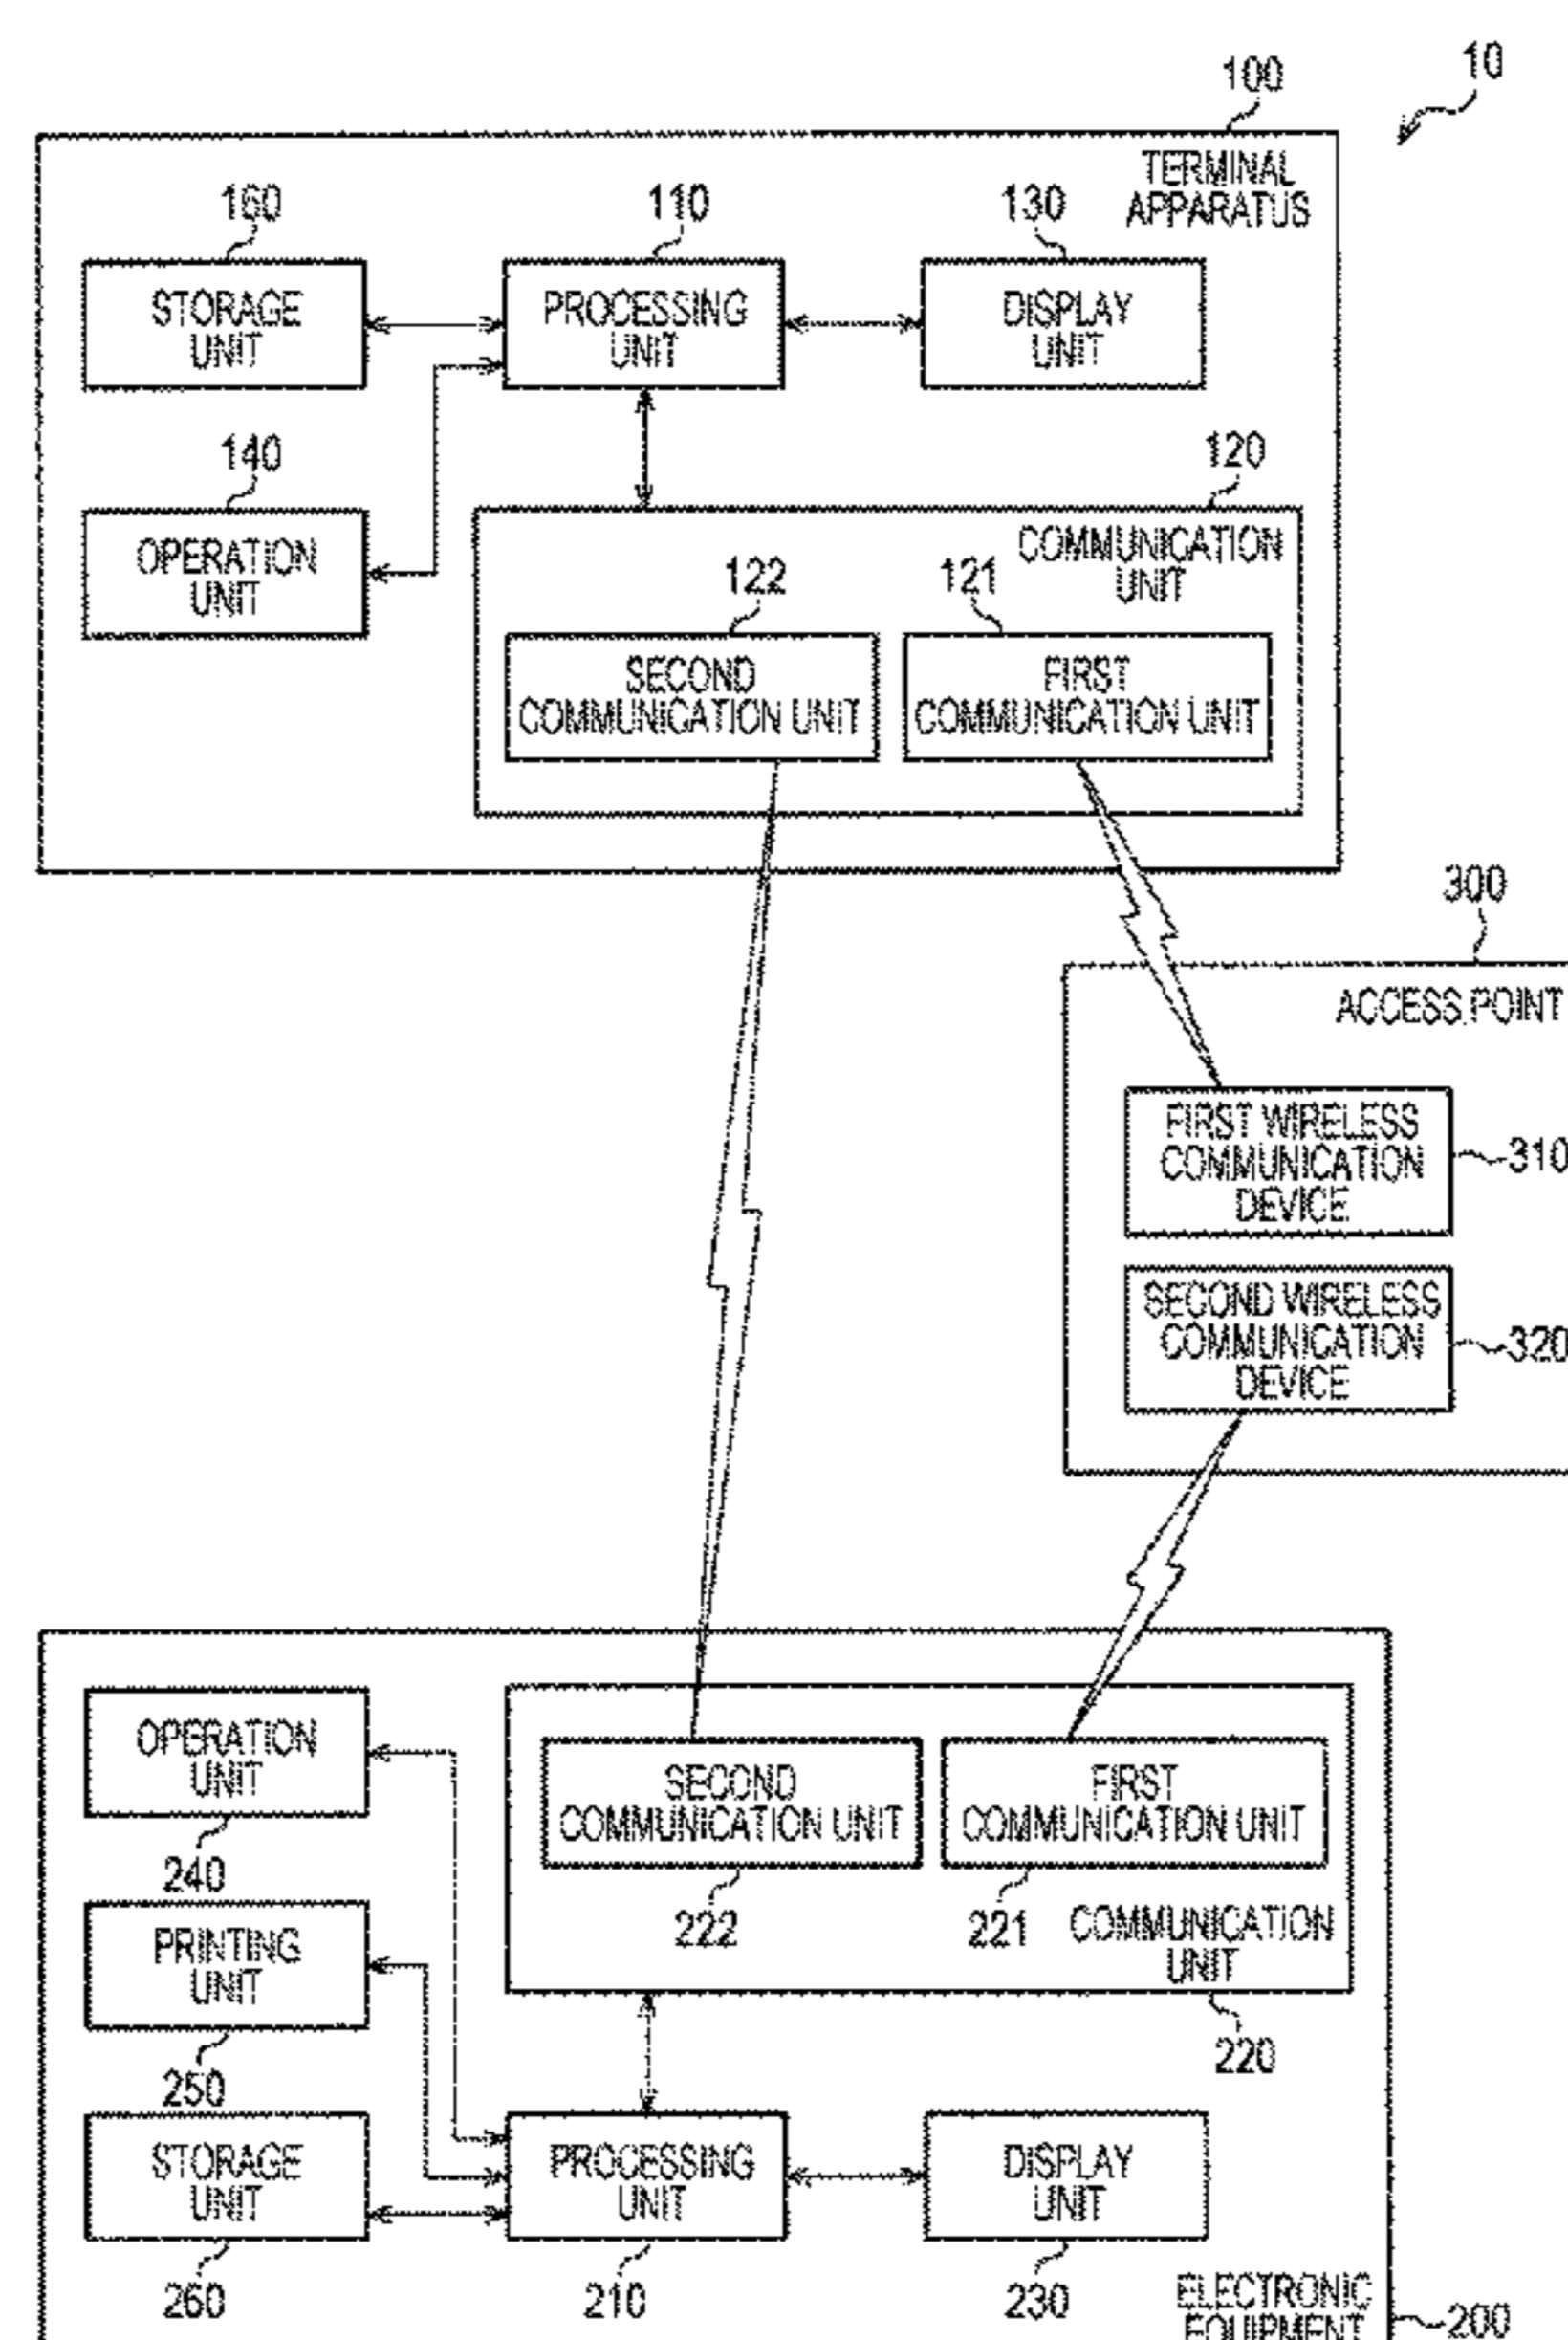 10
100
TERMINAL
APPARATUS
160
110
130
STORAGE
UNIT
PROCESSING
UNIT
DISPLAY
UNIT
140
120
OPERATION
UNIT
COMMUNICATION
UNIT
122
121
SECOND
COMMUNICATION UNIT
FIRST
COMMUNICATION UNIT
300
ACCESS POINT
FIRST WIRELESS
COMMUNICATION
DEVICE
310
SECOND WIRELESS
COMMUNICATION
DEVICE
320
OPERATION
UNIT
240
SECOND
COMMUNICATION UNIT
FIRST
COMMUNICATION UNIT
222
221
COMMUNICATION
UNIT
220
PRINTING
UNIT
250
STORAGE
UNIT
260
PROCESSING
UNIT
210
DISPLAY
UNIT
230
ELECTRONIC
EQUIPMENT
200